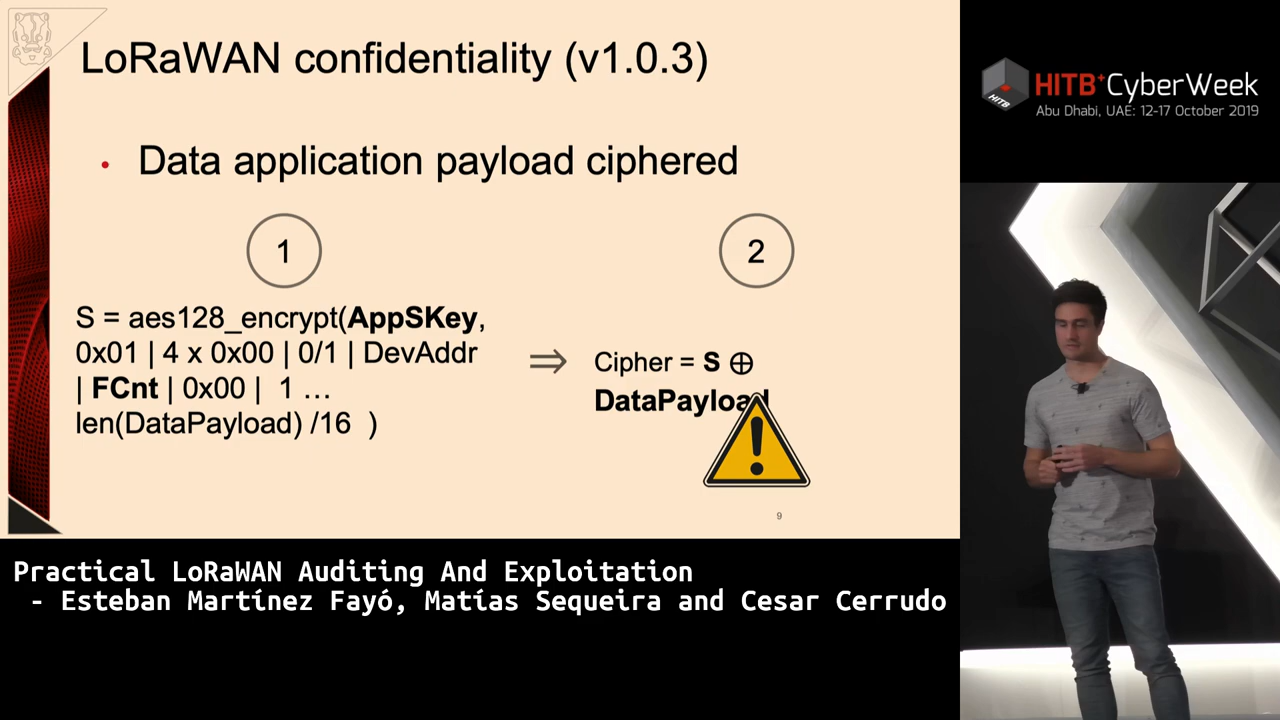 LoRaWAN confidentiality (v1.0.3)
• Data application payload ciphered
1
2
S = aes128_encrypt(AppSKey,
0x01 | 4 x 0x00 | 0/1 | DevAddr
| FCnt | 0x00 | 1 …
len(DataPayload) /16 )
⇒
Cipher = S ⊕
DataPayload
9
HITB+CyberWeek
Abu Dhabi, UAE: 12-17 October 2019
HITB
Practical LoRaWAN Auditing And Exploitation
- Esteban Martínez Fayó, Matías Sequeira and Cesar Cerrudo